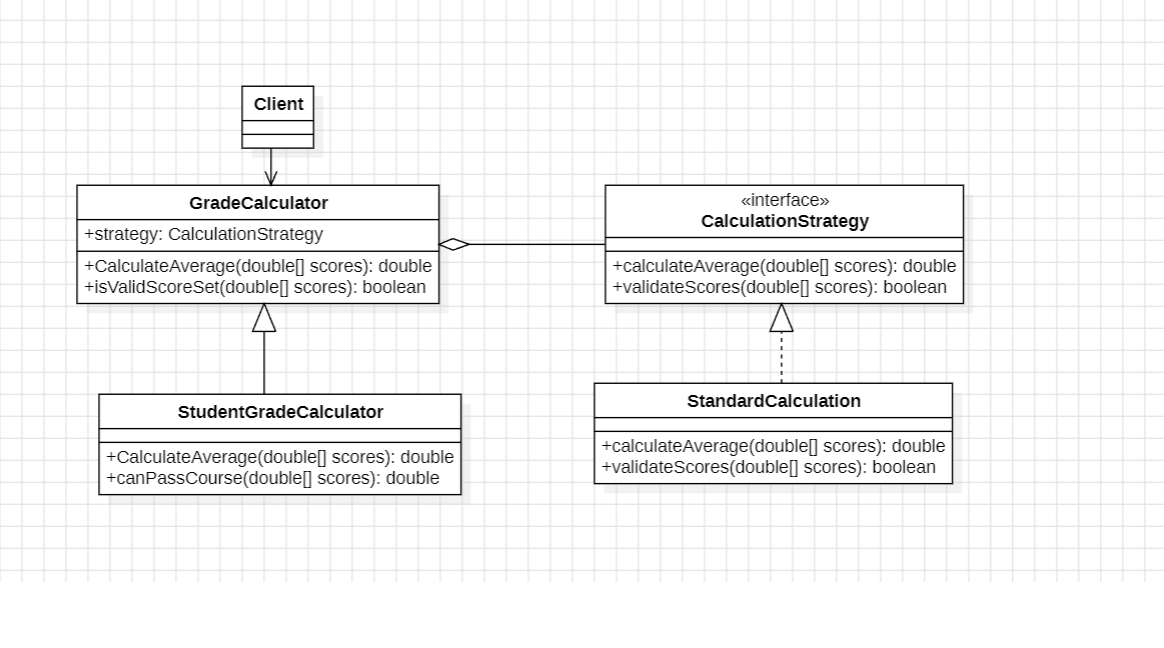 Client
GradeCalculator
+strategy: CalculationStrategy
+CalculateAverage(double[] scores): double
+isValidScoreSet(double[] scores): boolean
«interface»
CalculationStrategy
+calculateAverage(double[] scores): double
+validateScores(double[] scores): boolean
StudentGradeCalculator
+CalculateAverage(double[] scores): double
+canPassCourse(double[] scores): double
StandardCalculation
+calculateAverage(double[] scores): double
+validateScores(double[] scores): boolean